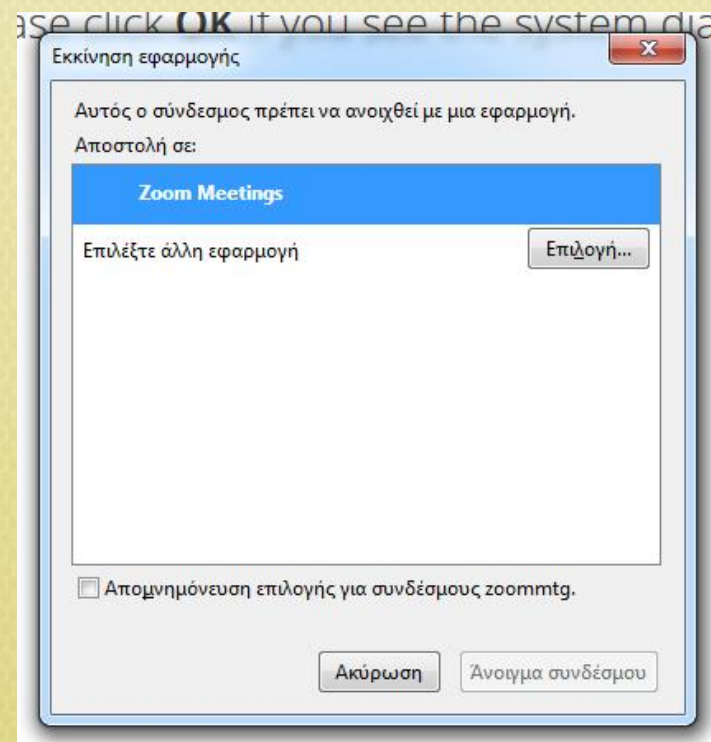 ase click OK if you see the system dia
Εκκίνηση εφαρμογής
Αυτός ο σύνδεσμος πρέπει να ανοιχθεί με μια εφαρμογή.
Αποστολή σε:
Zoom Meetings
Επιλέξτε άλλη εφαρμογή
Επιλογή...
Απομνημόνευση επιλογής για συνδέσμους zoommtg.
Ακύρωση
Άνοιγμα συνδέσμου